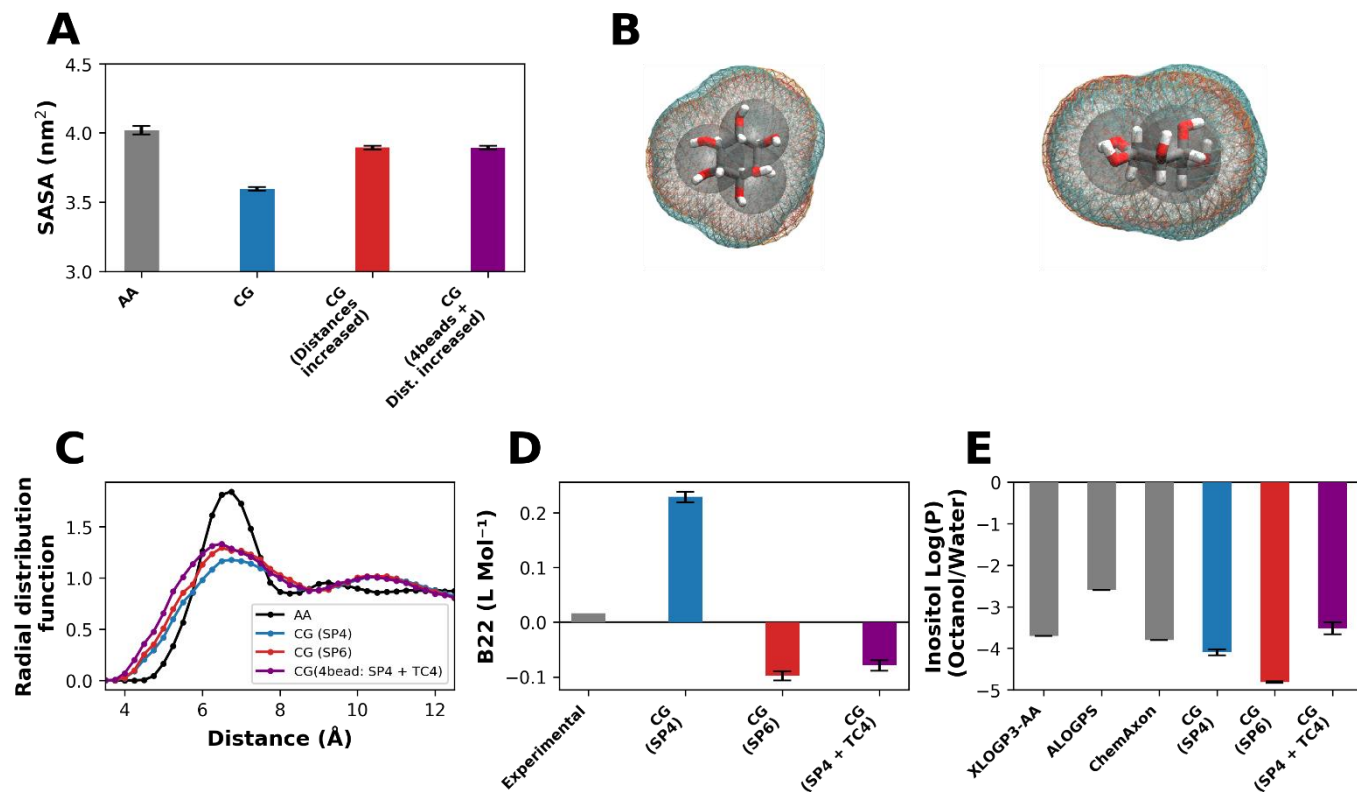 A
SASA (nm²)
4.5
4.0
3.5
3.0
AA
CG
CG
(Distances
increased)
CG
(4beads +
Dist. increased)
B
C
Radial distribution
function
1.5
1.0
0.5
0.0
4
6
8
10
12
Distance (Å)
AA
CG (SP4)
CG (SP6)
CG(4bead: SP4 + TC4)
D
B22 (L Mol⁻¹)
0.2
0.1
0.0
−0.1
Experimental
CG
(SP4)
CG
(SP6)
CG
(SP4 + TC4)
E
Inositol Log(P)
(Octanol/Water)
0
−1
−2
−3
−4
−5
XLOGP3-AA
ALOGPS
ChemAxon
CG
(SP4)
CG
(SP6)
CG
(SP4 + TC4)